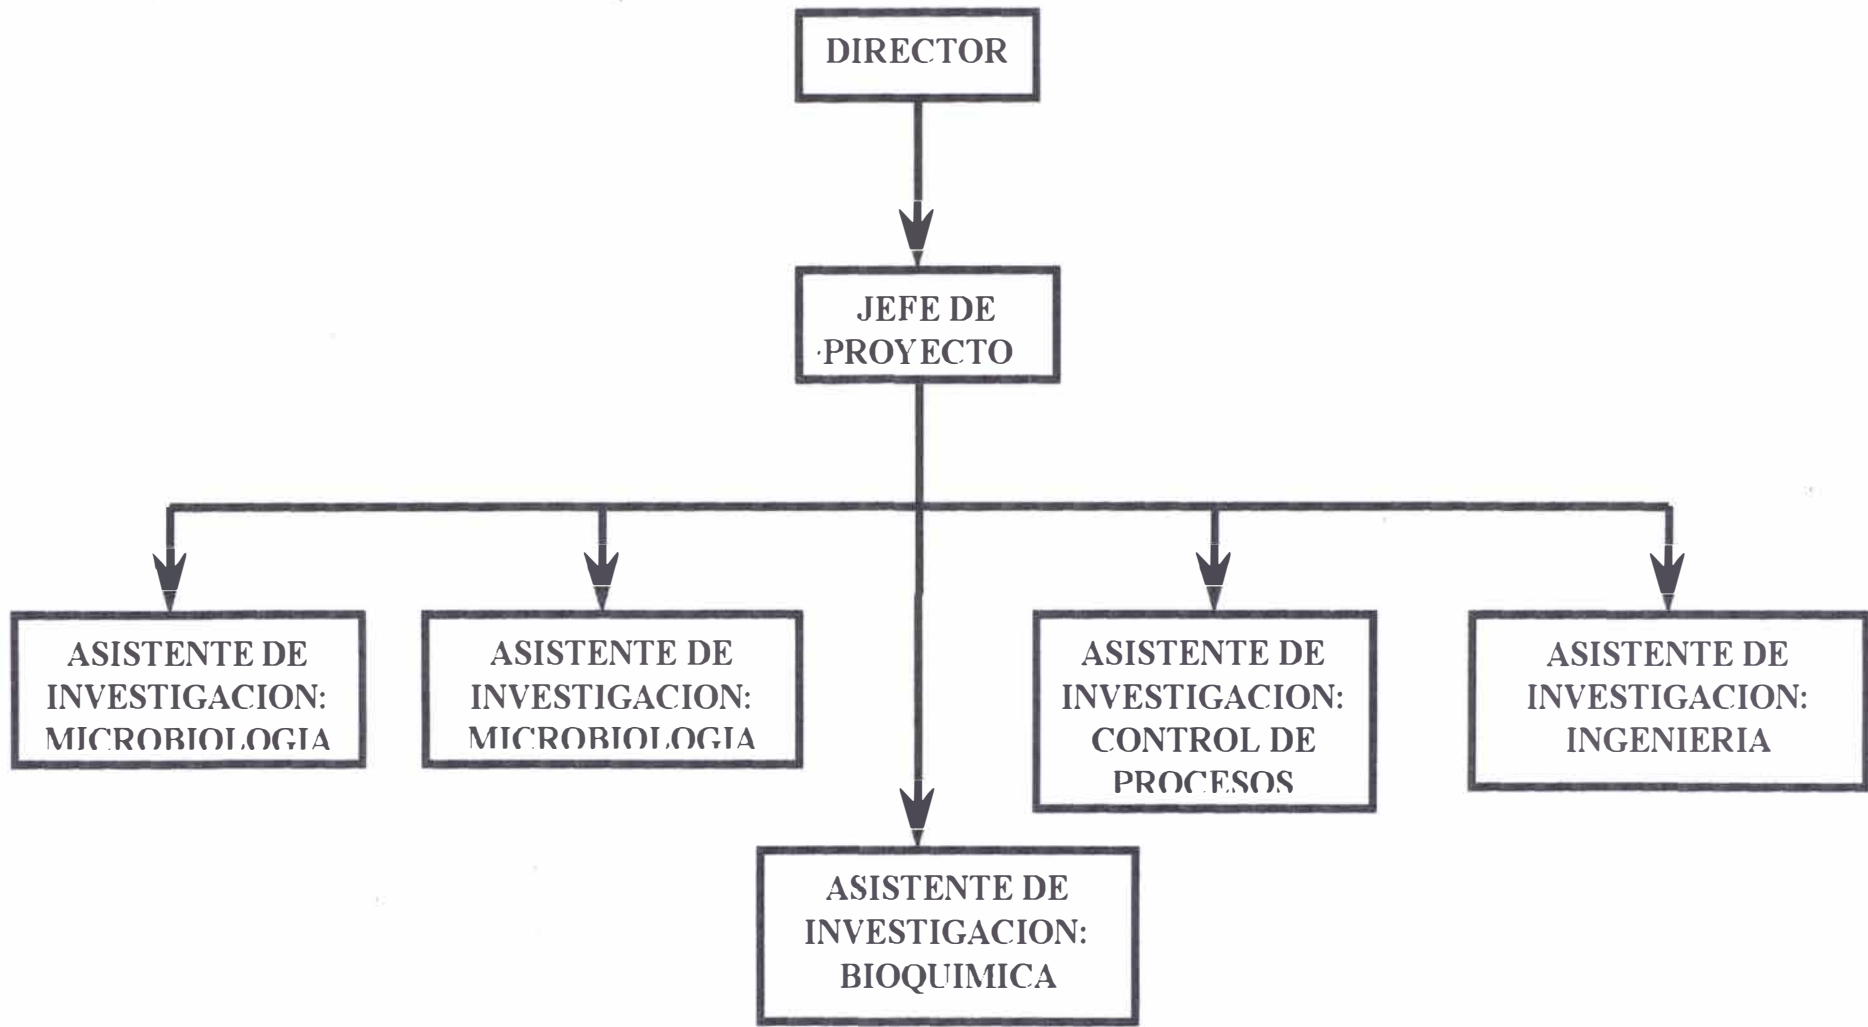 DIRECTOR
JEFE DE
PROYECTO
ASISTENTE DE
INVESTIGACION:
MICROBIOLOGIA
ASISTENTE DE
INVESTIGACION:
MICROBIOLOGIA
ASISTENTE DE
INVESTIGACION:
CONTROL DE
PROCESOS
ASISTENTE DE
INVESTIGACION:
INGENIERIA
ASISTENTE DE
INVESTIGACION:
BIOQUIMICA